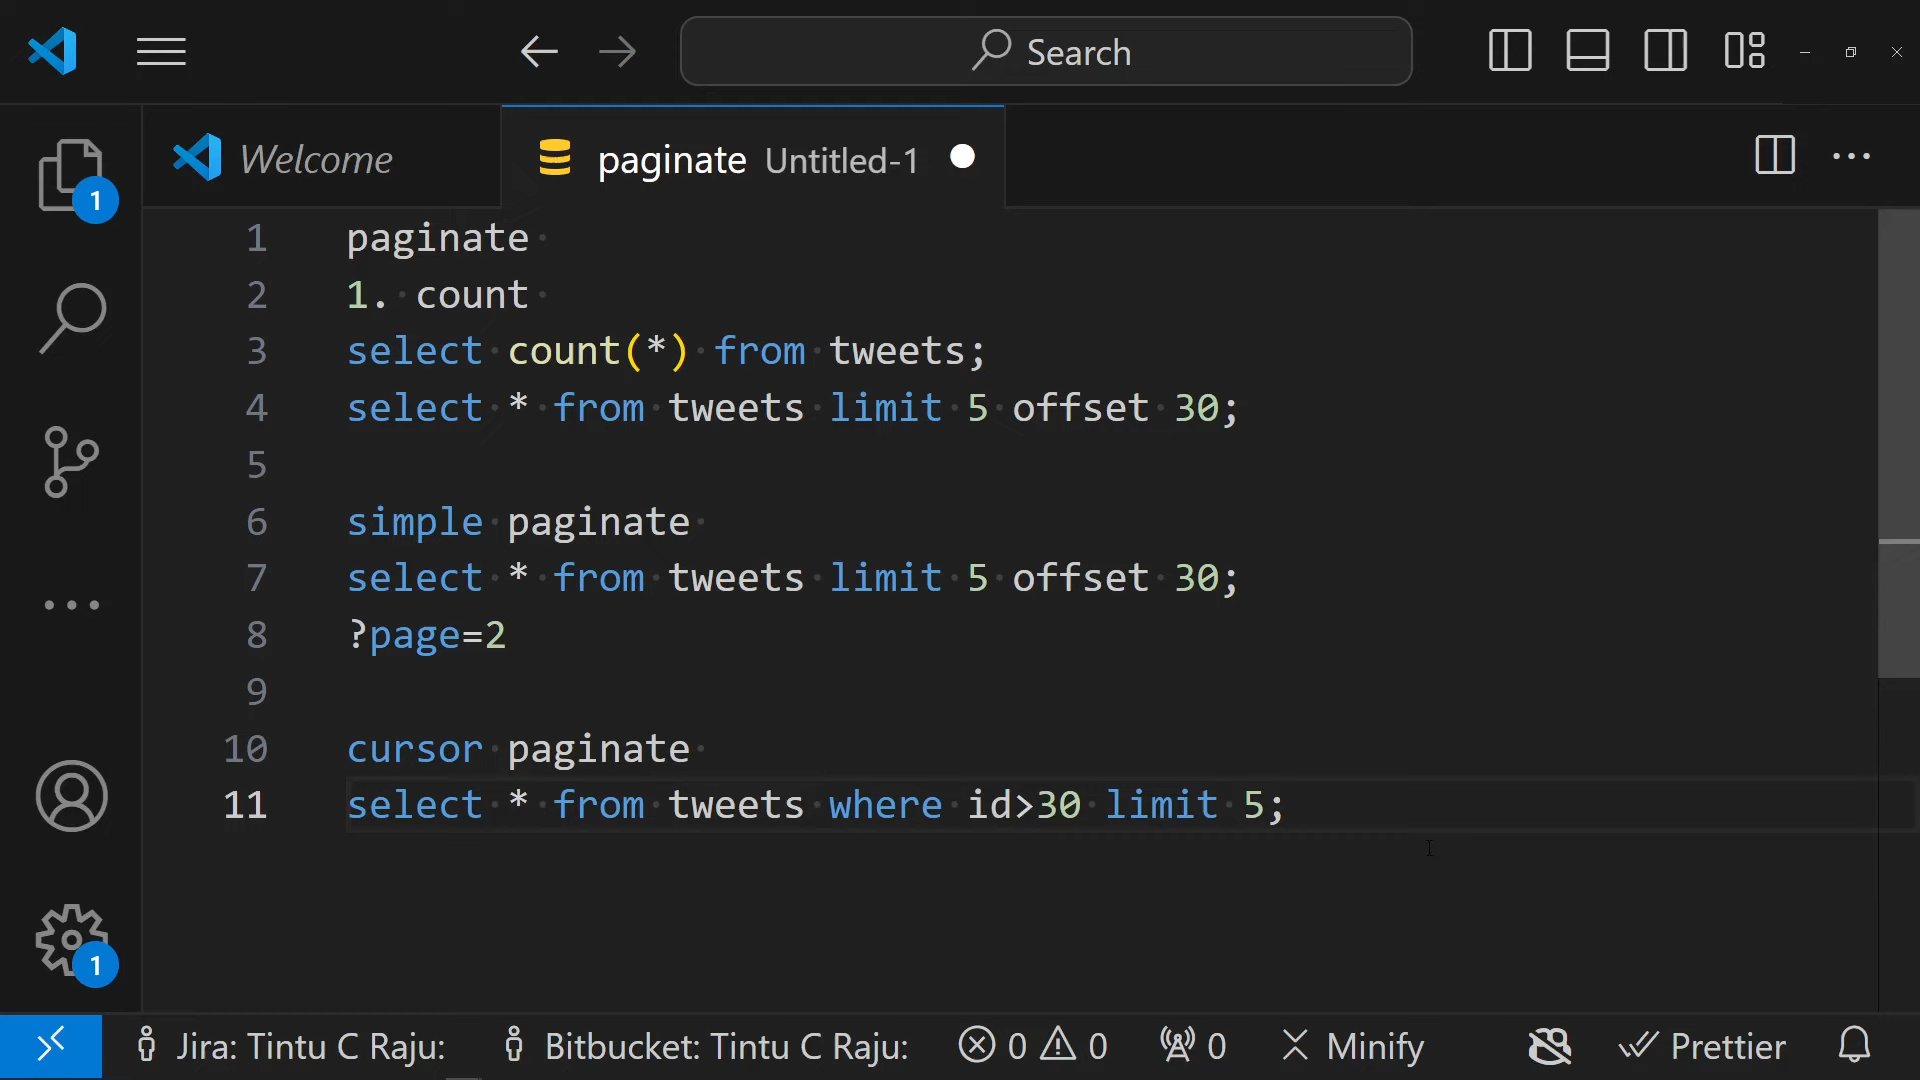 Search
Welcome
paginate Untitled-1
1
1 paginate
2 1. count
3 select count(*) from tweets;
4 select * from tweets limit 5 offset 30;
5
6 simple paginate
7 select * from tweets limit 5 offset 30;
8 ?page=2
9
10 cursor paginate
11 select * from tweets where id>30 limit 5;
1
Jira: Tintu C Raju: Bitbucket: Tintu C Raju: 0 0 0 Minify Prettier